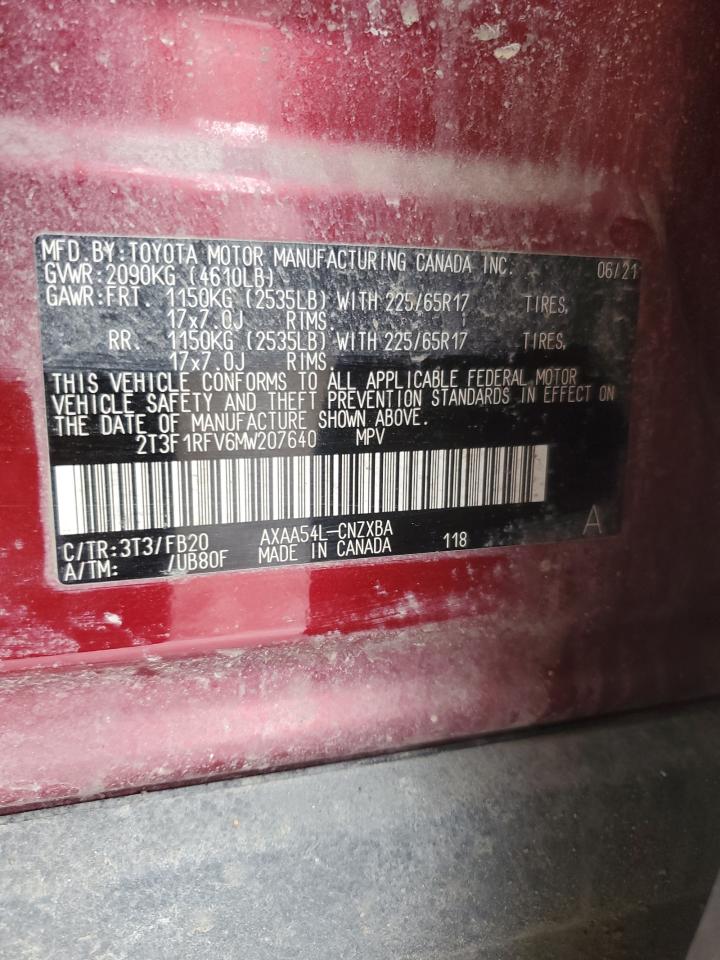 MFD. BY: TOYOTA MOTOR MANUFACTURING CANADA INC. 06/21
GVWR: 2090KG (4610LB)
GAWR: FRT. 1150KG (2535LB) WITH 225/65R17 TIRES,
17x7.0J RIMS.
RR. 1150KG (2535LB) WITH 225/65R17 TIRES,
17x7.0J RIMS.
THIS VEHICLE CONFORMS TO ALL APPLICABLE FEDERAL MOTOR
VEHICLE SAFETY AND THEFT PREVENTION STANDARDS IN EFFECT ON
THE DATE OF MANUFACTURE SHOWN ABOVE.
2T3F1RFV6MW207640 MPV
C/TR: 3T3/FB20 AXAA54L-CNZXBA A
A/TM: /UB80F MADE IN CANADA 118